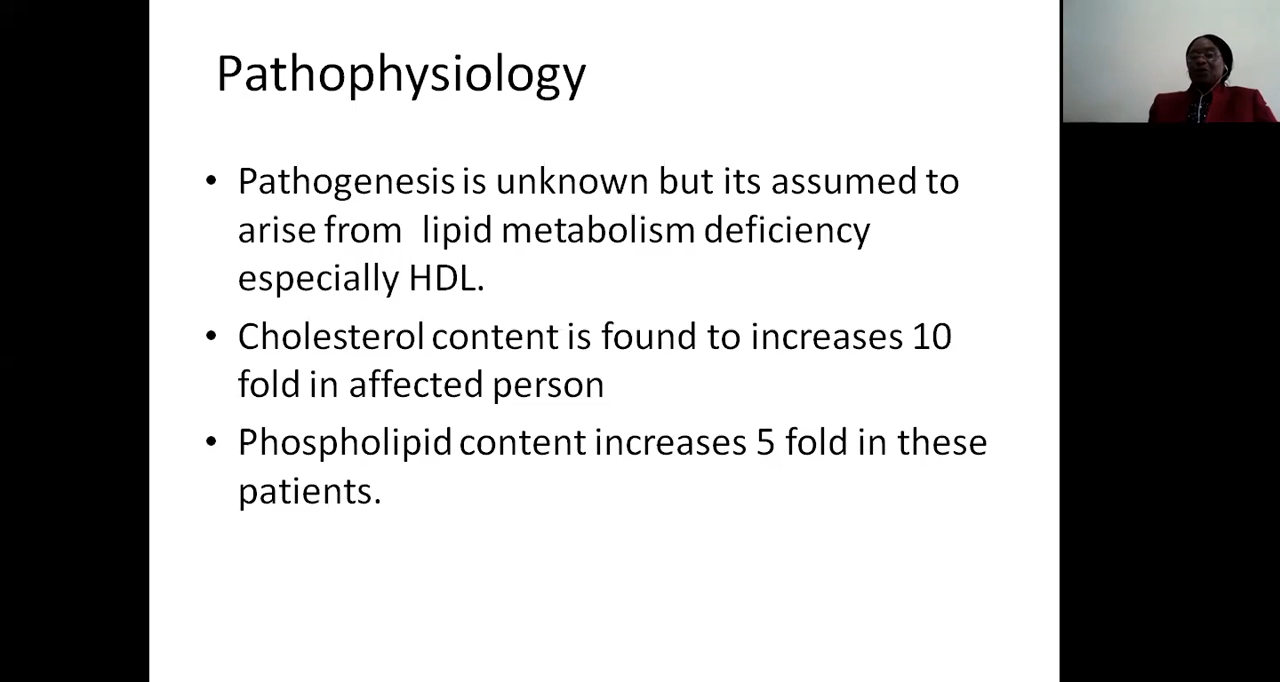 Pathophysiology
• Pathogenesis is unknown but its assumed to
arise from lipid metabolism deficiency
especially HDL.
• Cholesterol content is found to increases 10
fold in affected person
• Phospholipid content increases 5 fold in these
patients.